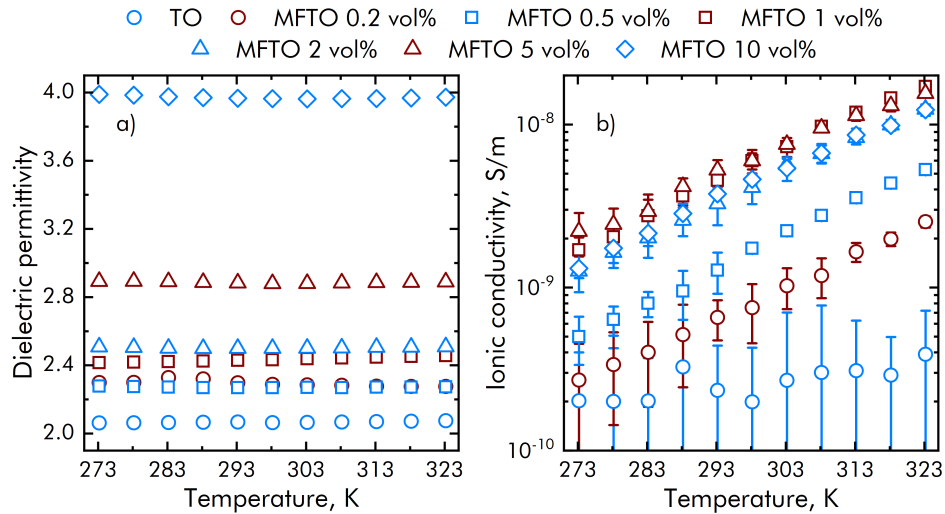 TO MFTO 0.2 vol% MFTO 0.5 vol% MFTO 1 vol%
MFTO 2 vol% MFTO 5 vol% MFTO 10 vol%
a)
Dielectric permittivity
4.0
3.6
3.2
2.8
2.4
2.0
273 283 293 303 313 323
Temperature, K
b)
Ionic conductivity, S/m
10-8
10-9
10-10
273 283 293 303 313 323
Temperature, K